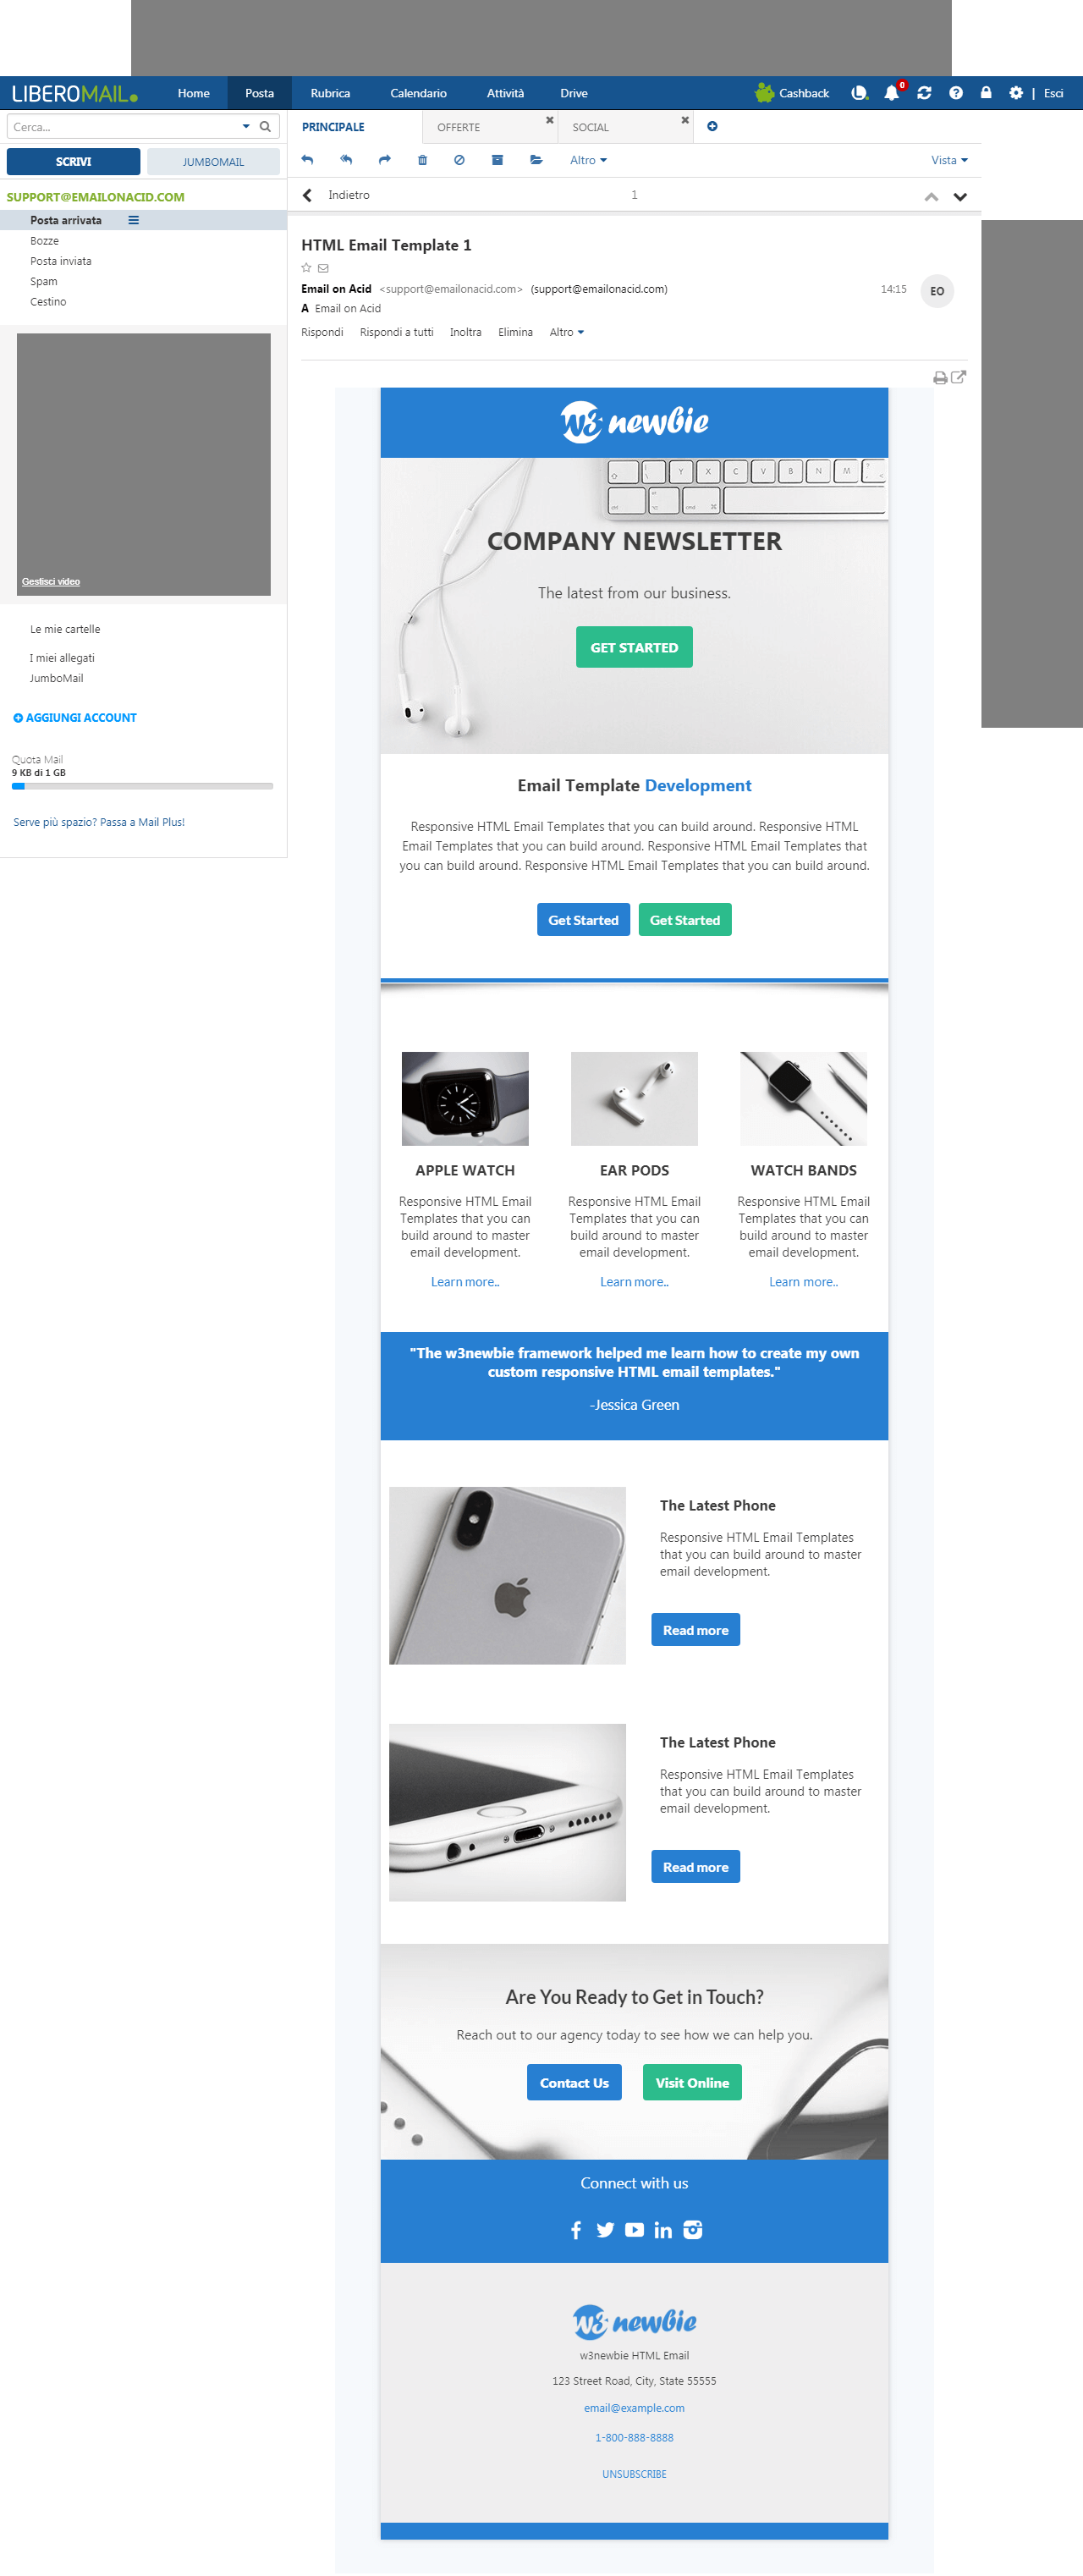 LIBEROMAIL
Home
Posta
Rubrica
Calendario
Attività
Drive
Cashback
0
Esci
Cerca...
PRINCIPALE
OFFERTE
SOCIAL
SCRIVI
JUMBOMAIL
Altro
Vista
SUPPORT@EMAILONACID.COM
Indietro
1
Posta arrivata
Bozze
Posta inviata
Spam
Cestino
Gestisci video
Le mie cartelle
I miei allegati
JumboMail
AGGIUNGI ACCOUNT
Quota Mail
9 KB di 1 GB
Serve più spazio? Passa a Mail Plus!
HTML Email Template 1
Email on Acid <support@emailonacid.com> (support@emailonacid.com)
14:15
EO
A Email on Acid
Rispondi Rispondi a tutti Inoltra Elimina Altro
w3 newbie
Y X C V B N M
COMPANY NEWSLETTER
The latest from our business.
GET STARTED
Email Template Development
Responsive HTML Email Templates that you can build around. Responsive HTML
Email Templates that you can build around. Responsive HTML Email Templates that
you can build around. Responsive HTML Email Templates that you can build around.
Get Started
Get Started
APPLE WATCH
Responsive HTML Email
Templates that you can
build around to master
email development.
Learn more..
EAR PODS
Responsive HTML Email
Templates that you can
build around to master
email development.
Learn more..
WATCH BANDS
Responsive HTML Email
Templates that you can
build around to master
email development.
Learn more..
"The w3newbie framework helped me learn how to create my own
custom responsive HTML email templates."
-Jessica Green
The Latest Phone
Responsive HTML Email Templates
that you can build around to master
email development.
Read more
The Latest Phone
Responsive HTML Email Templates
that you can build around to master
email development.
Read more
Are You Ready to Get in Touch?
Reach out to our agency today to see how we can help you.
Contact Us
Visit Online
Connect with us
w3 newbie
w3newbie HTML Email
123 Street Road, City, State 55555
email@example.com
1-800-888-8888
UNSUBSCRIBE